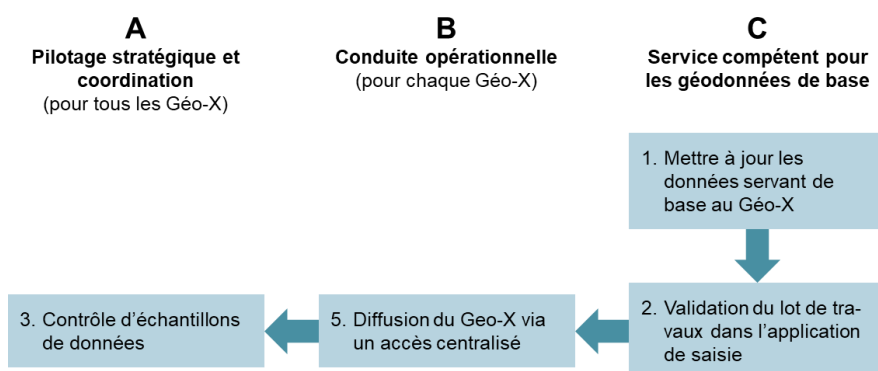 A
Pilotage stratégique et
coordination
(pour tous les Géo-X)
B
Conduite opérationnelle
(pour chaque Géo-X)
C
Service compétent pour
les géodonnées de base
1. Mettre à jour les
données servant de
base au Géo-X
3. Contrôle d’échantillons
de données
5. Diffusion du Geo-X via
un accès centralisé
2. Validation du lot de tra-
vaux dans l’application
de saisie